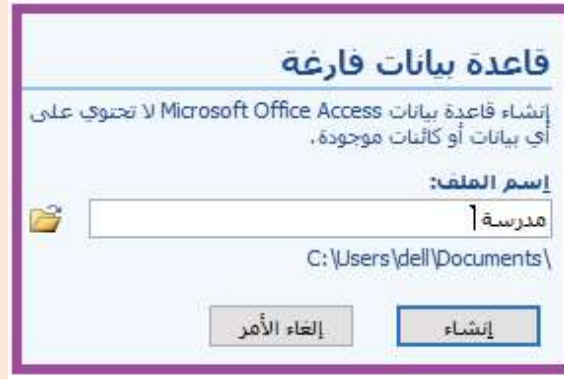 قاعدة بيانات فارغة
إنشاء قاعدة بيانات Microsoft Office Access لا تحتوي على
أي بيانات أو كائنات موجودة.
إسم الملف:
مدرسة
C:\Users\dell\Documents\
إنشاء
إلغاء الأمر